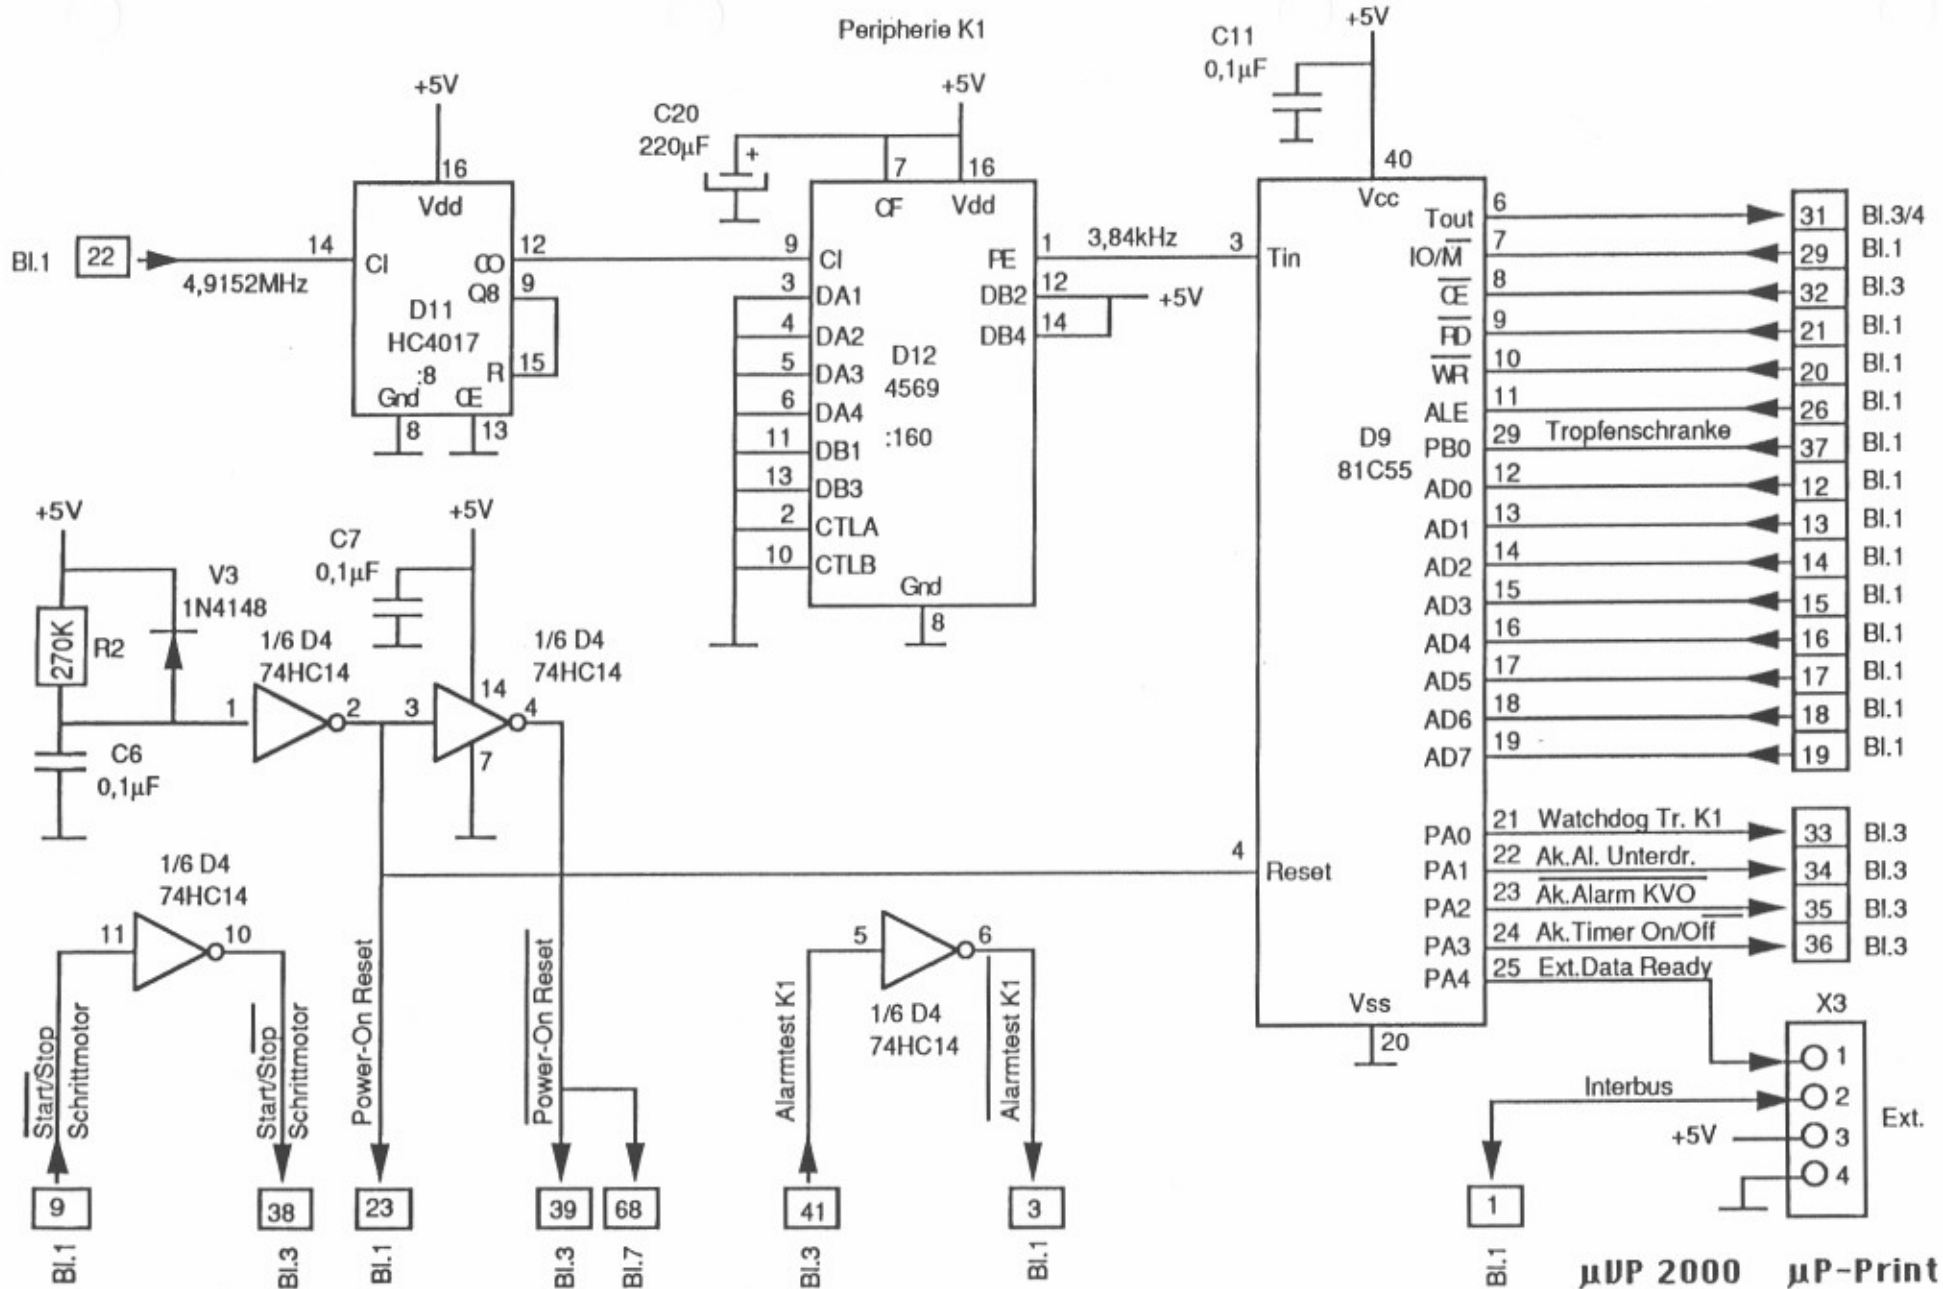 Peripherie K1
+5V
C11
0,1µF
+5V
C20
220µF
+
+5V
16
Vdd
7
16
CF
Vdd
40
Vcc
Bl.1
22
4,9152MHz
14
CI
CO
12
Q8
9
D11
HC4017
:8
R
15
Gnd
CE
8
13
9
CI
3
DA1
4
DA2
5
DA3
6
DA4
11
DB1
13
DB3
2
CTLA
10
CTLB
PE
1
3,84kHz
DB2
12
+5V
DB4
14
D12
4569
:160
Gnd
8
3
Tin
D9
81C55
Tout
6
31
Bl.3/4
IO/M
7
29
Bl.1
CE
8
32
Bl.3
RD
9
21
Bl.1
WR
10
20
Bl.1
ALE
11
26
Bl.1
PB0
29
Tropfenschranke
37
Bl.1
AD0
12
12
Bl.1
AD1
13
13
Bl.1
AD2
14
14
Bl.1
AD3
15
15
Bl.1
AD4
16
16
Bl.1
AD5
17
17
Bl.1
AD6
18
18
Bl.1
AD7
19
19
Bl.1
PA0
21
Watchdog Tr. K1
33
Bl.3
PA1
22
Ak.Al. Unterdr.
34
Bl.3
PA2
23
Ak.Alarm KVO
35
Bl.3
PA3
24
Ak.Timer On/Off
36
Bl.3
PA4
25
Ext.Data Ready
4
Reset
Vss
20
+5V
270K
R2
V3
1N4148
C6
0,1µF
C7
0,1µF
+5V
1/6 D4
74HC14
1
2
1/6 D4
74HC14
3
14
4
7
1/6 D4
74HC14
11
10
Start/Stop
Schrittmotor
Start/Stop
Schrittmotor
Power-On Reset
Power-On Reset
5
6
1/6 D4
74HC14
Alarmtest K1
Alarmtest K1
X3
1
2
3
4
Ext.
Interbus
+5V
9
Bl.1
38
Bl.3
23
Bl.1
39
Bl.3
68
Bl.7
41
Bl.3
3
Bl.1
1
Bl.1
µVP 2000
µP-Print